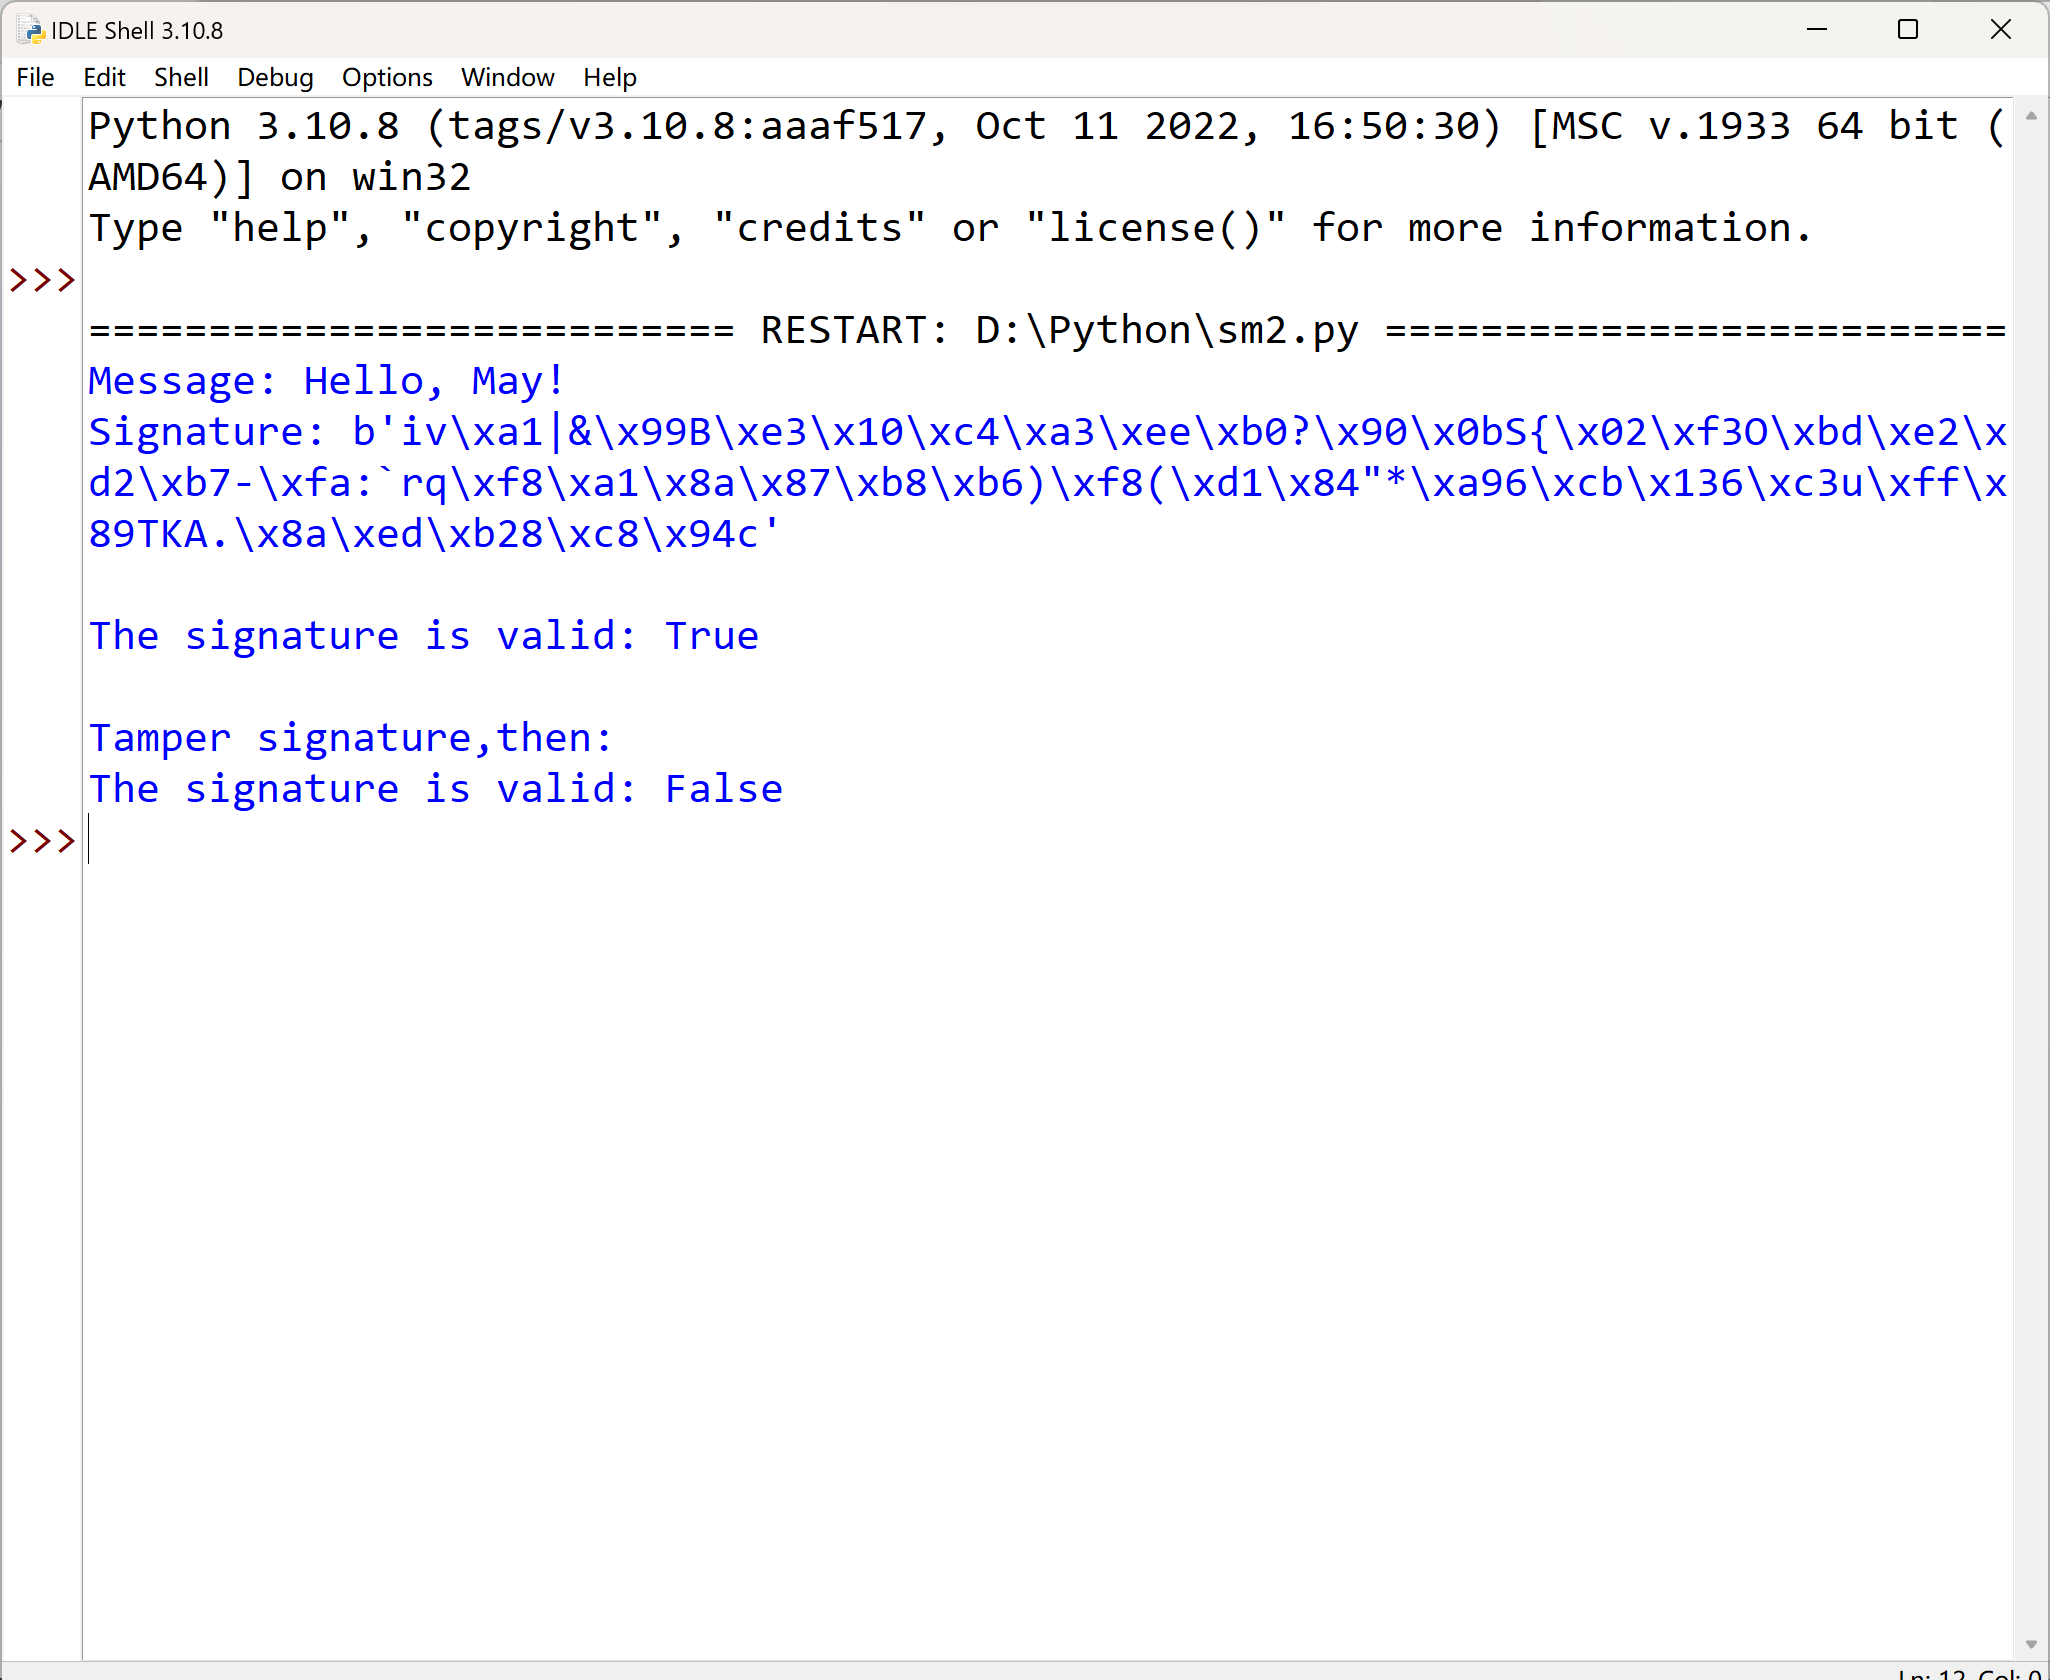 IDLE Shell 3.10.8
File Edit Shell Debug Options Window Help
Python 3.10.8 (tags/v3.10.8:aaaf517, Oct 11 2022, 16:50:30) [MSC v.1933 64 bit (
AMD64)] on win32
Type "help", "copyright", "credits" or "license()" for more information.
>>>
=========================== RESTART: D:\Python\sm2.py ==========================
Message: Hello, May!
Signature: b'iv\xa1|&\x99B\xe3\x10\xc4\xa3\xee\xb0?\x90\x0bS{\x02\xf3O\xbd\xe2\x
d2\xb7-\xfa:`rq\xf8\xa1\x8a\x87\xb8\xb6)\xf8(\xd1\x84"*\xa96\xcb\x136\xc3u\xff\x
89TKA.\x8a\xed\xb28\xc8\x94c'
The signature is valid: True
Tamper signature,then:
The signature is valid: False
>>>
Ln: 12 Col: 0